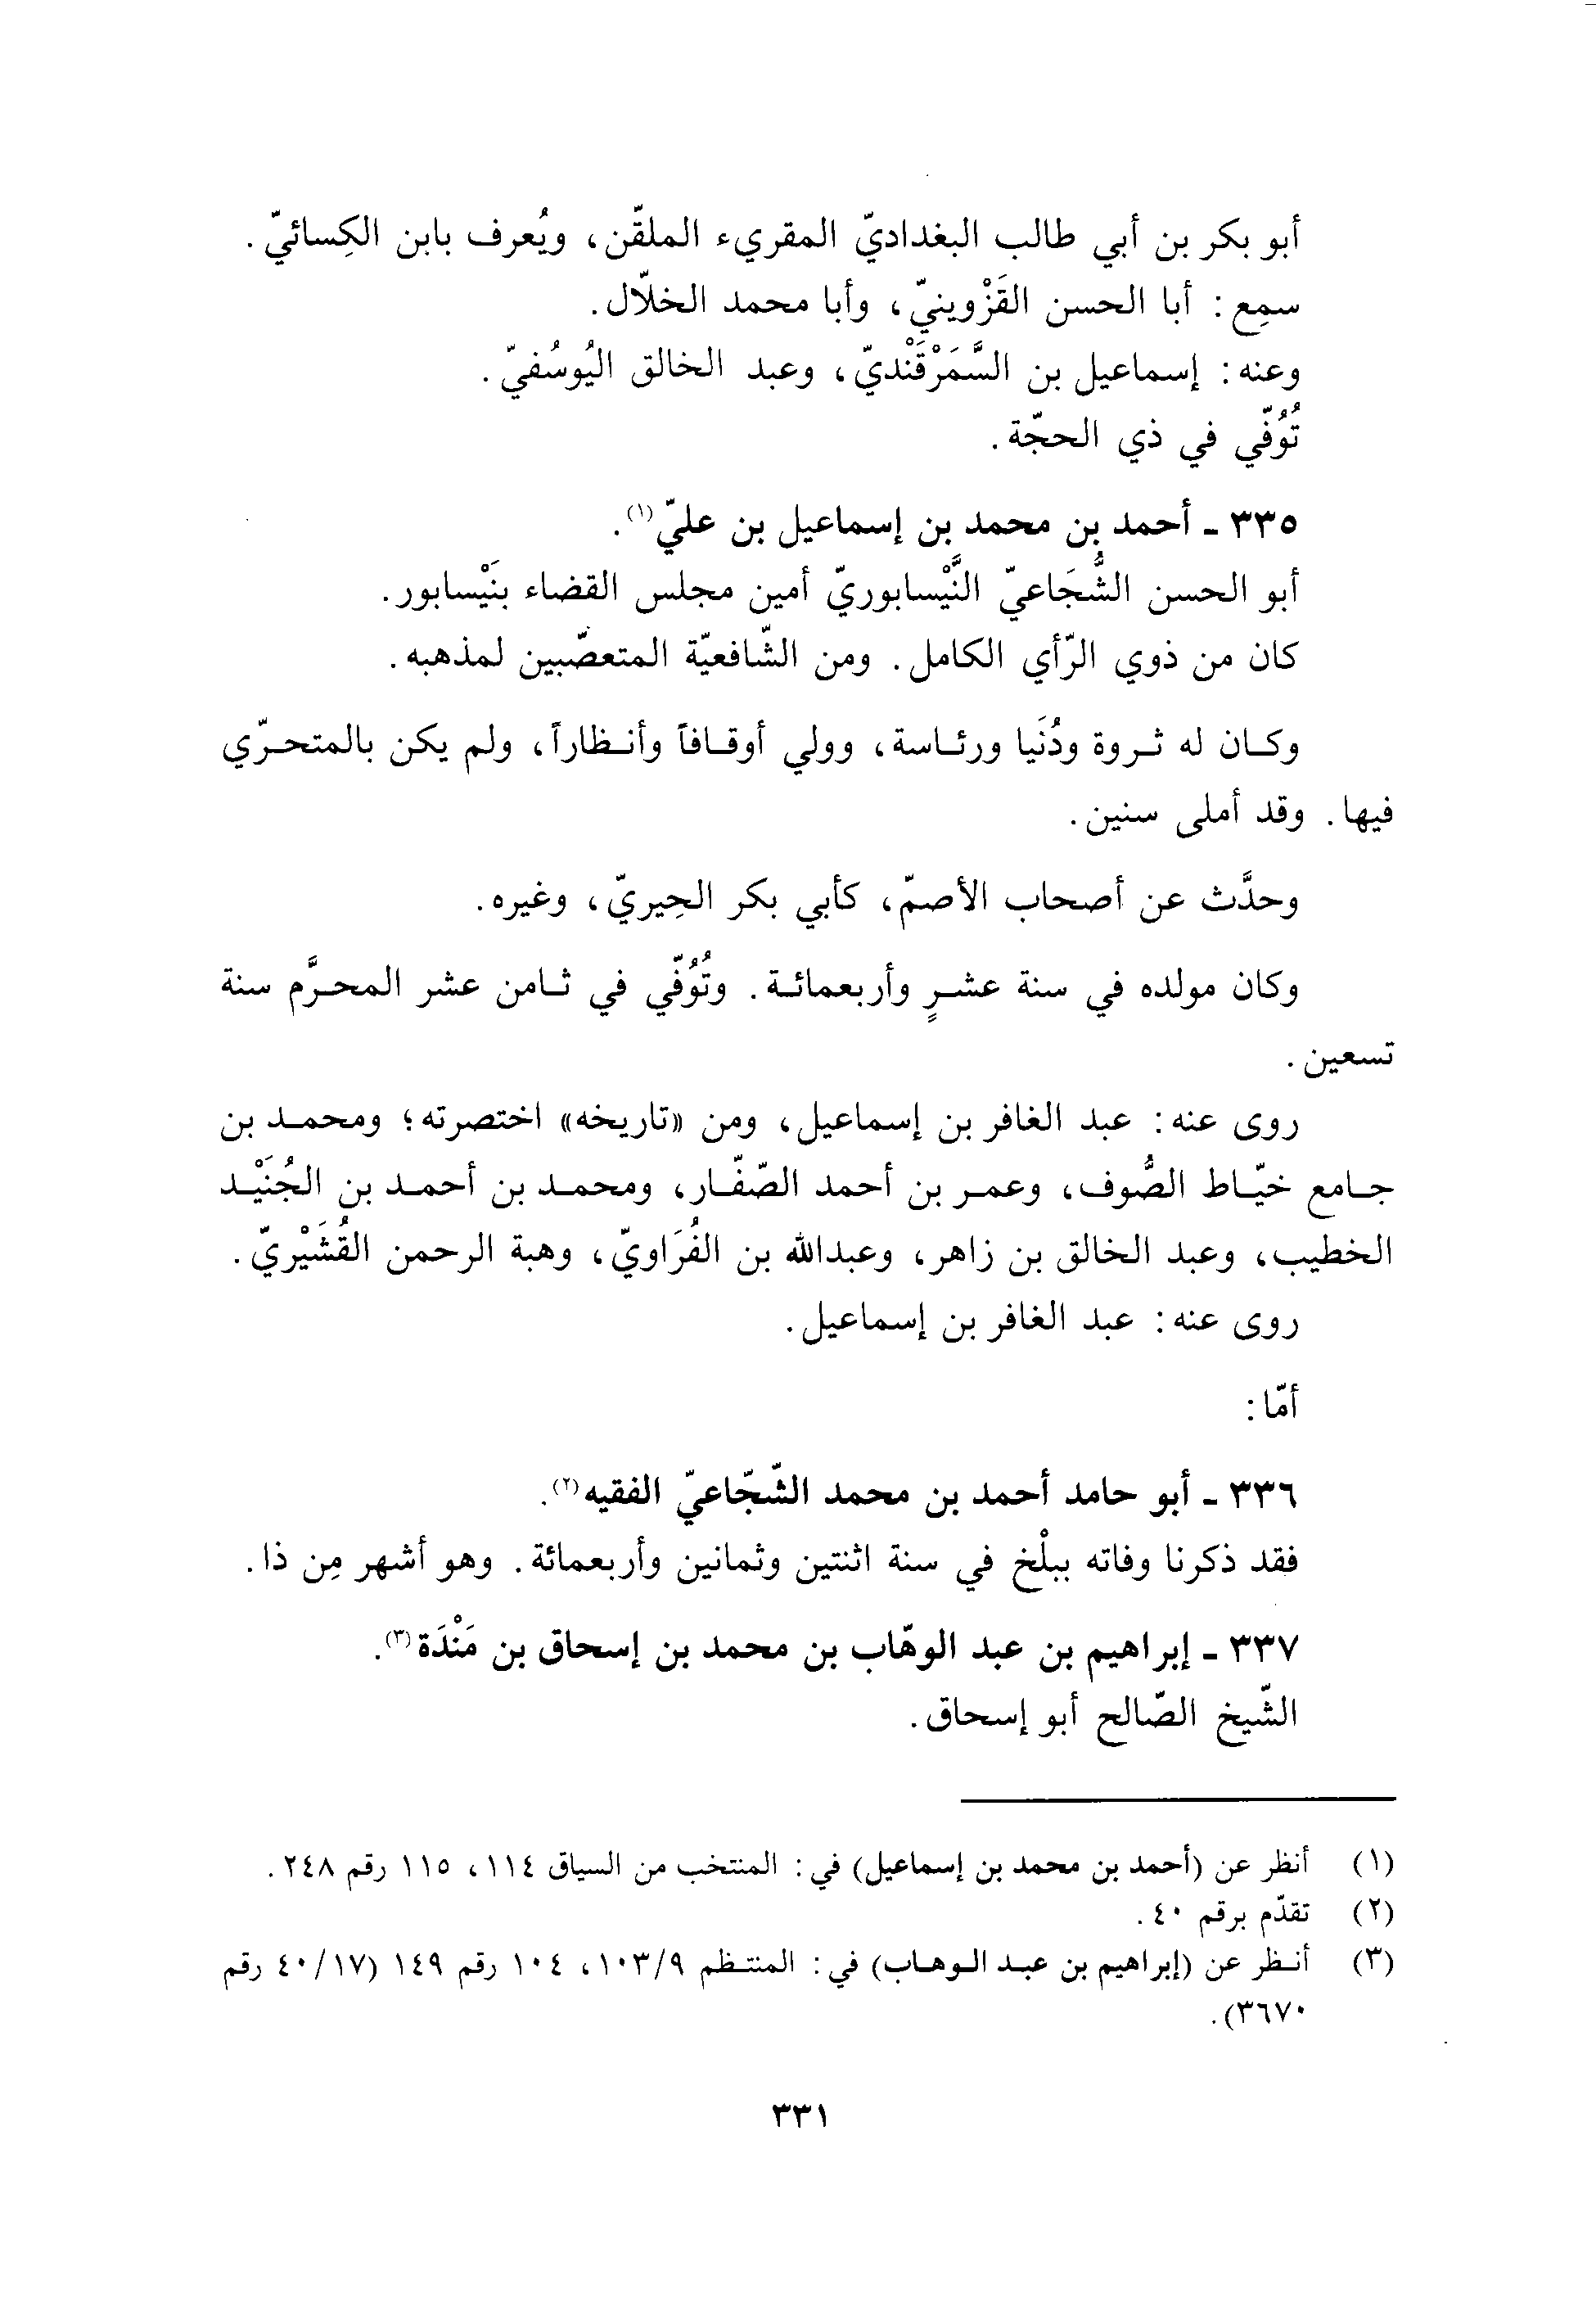 أبو بكر بن أبي طالب البغداديّ المقريء الملقّن، ويُعرف بابن الكِسائيّ.
سمِع: أبا الحسن القَزْوينيّ، وأبا محمد الخلّال.
وعنه: إسماعيل بن السَّمَرْقَنْديّ، وعبد الخالق اليُوسُفيّ.
تُوُفّي في ذي الحجّة.
٣٣٥ - أحمد بن محمد بن إسماعيل بن عليّ(١).
أبو الحسن الشُّجَاعيّ النَّيْسابوريّ أمين مجلس القضاء بنَيْسابور.
كان من ذوي الرّأي الكامل. ومن الشّافعيّة المتعصّبين لمذهبه.
وكان له ثروة ودُنَيا ورئاسة، وولي أوقافاً وأنظاراً، ولم يكن بالمتحرّي
فيها. وقد أملى سنين.
وحدَّث عن أصحاب الأصمّ، كأبي بكر الحِيريّ، وغيره.
وكان مولده في سنة عشرٍ وأربعمائة. وتُوُفّي في ثامن عشر المحرَّم سنة
تسعين.
روى عنه: عبد الغافر بن إسماعيل، ومن «تاريخه» اختصرته؛ ومحمد بن
جامع خيّاط الصُّوف، وعمر بن أحمد الصّفّار، ومحمد بن أحمد بن الجُنَيْد
الخطيب، وعبد الخالق بن زاهر، وعبدالله بن الفُرَاويّ، وهبة الرحمن القُشَيْريّ.
روى عنه: عبد الغافر بن إسماعيل.
أمّا:
٣٣٦ - أبو حامد أحمد بن محمد الشّجّاعيّ الفقيه(٢).
فقد ذكرنا وفاته ببلْخ في سنة اثنتين وثمانين وأربعمائة. وهو أشهر مِن ذا.
٣٣٧ - إبراهيم بن عبد الوهّاب بن محمد بن إسحاق بن مَنْدَة(٣).
الشّيخ الصّالح أبو إسحاق.
(١) أنظر عن (أحمد بن محمد بن إسماعيل) في: المنتخب من السياق ١١٤، ١١٥ رقم ٢٤٨.
(٢) تقدّم برقم ٤٠.
(٣) أنظر عن (إبراهيم بن عبد الوهاب) في: المنتظم ١٠٣/٩، ١٠٤ رقم ١٤٩ (٤٠/١٧ رقم
٣٦٧٠).
٣٣١